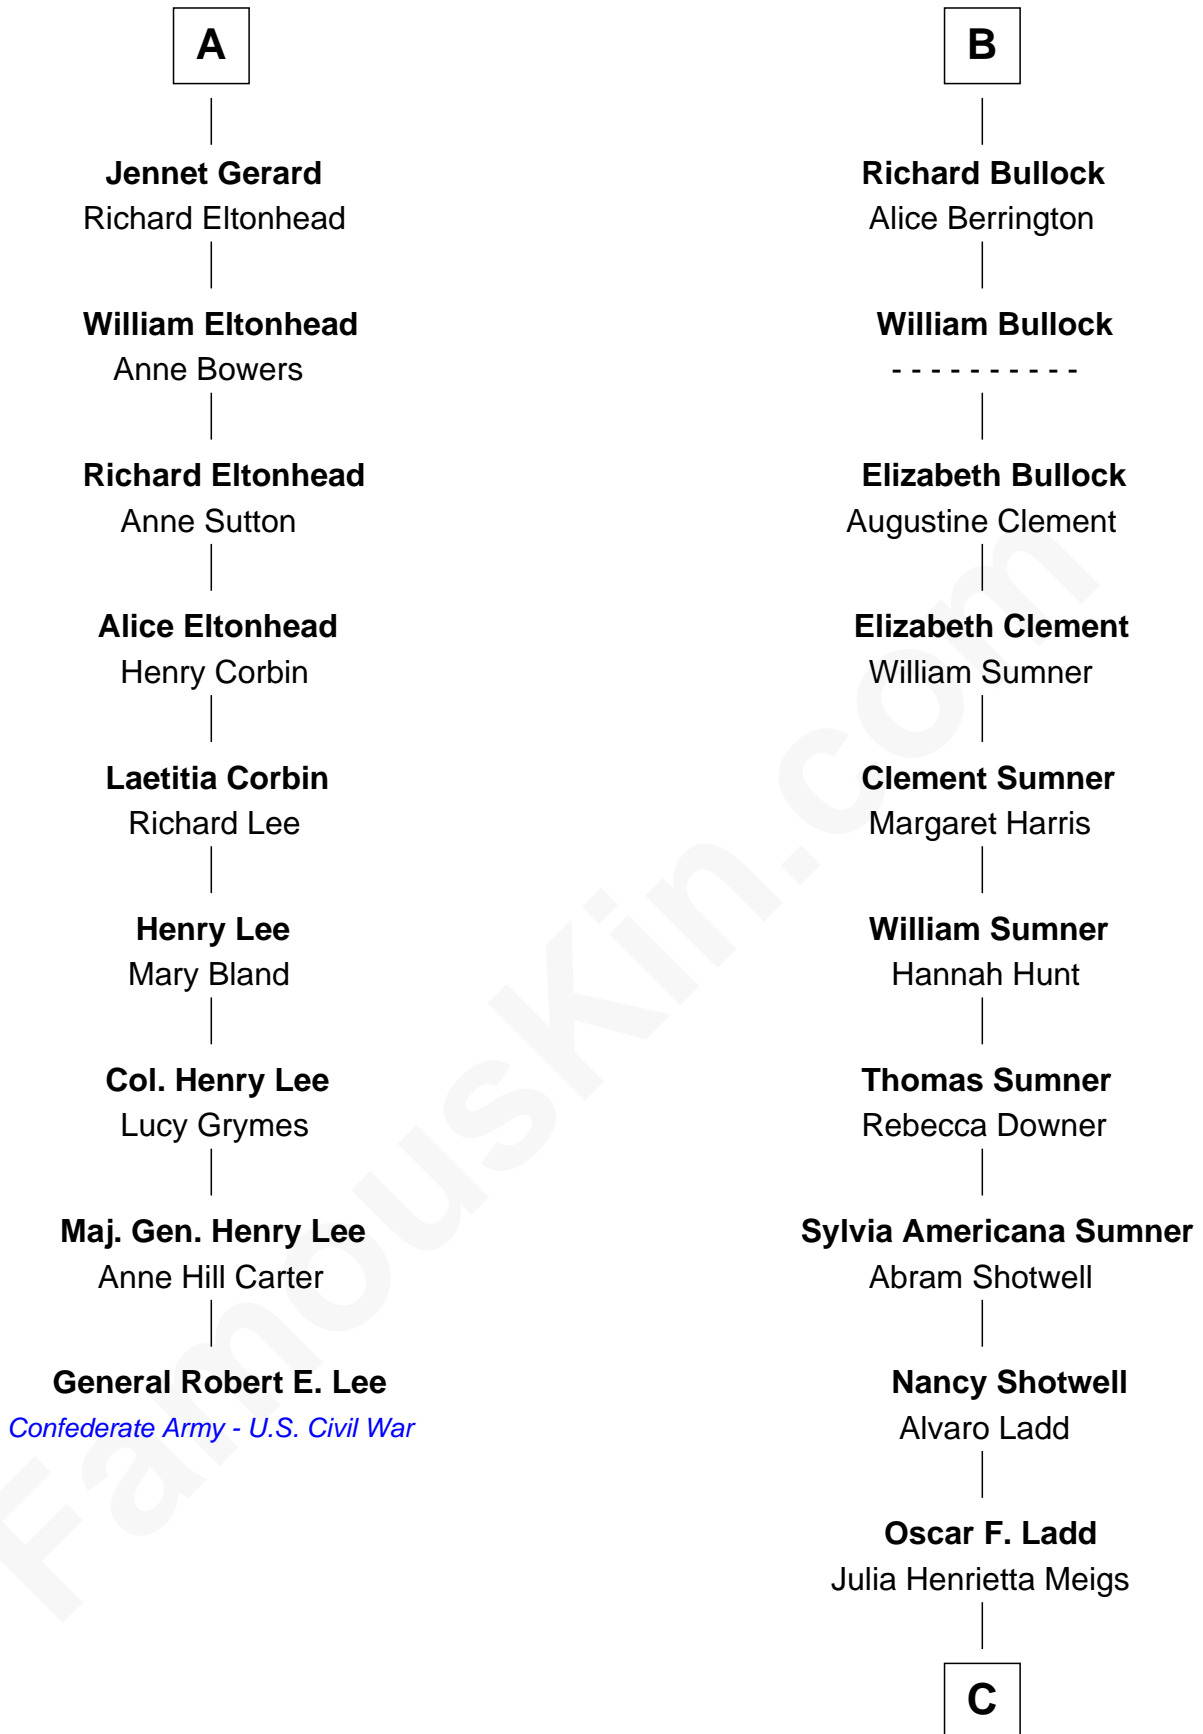 A
Jennet Gerard
Richard Eltonhead
William Eltonhead
Anne Bowers
Richard Eltonhead
Anne Sutton
Alice Eltonhead
Henry Corbin
Laetitia Corbin
Richard Lee
Henry Lee
Mary Bland
Col. Henry Lee
Lucy Grymes
Maj. Gen. Henry Lee
Anne Hill Carter
General Robert E. Lee
Confederate Army - U.S. Civil War
B
Richard Bullock
Alice Berrington
William Bullock
- - - - - - - - - -
Elizabeth Bullock
Augustine Clement
Elizabeth Clement
William Sumner
Clement Sumner
Margaret Harris
William Sumner
Hannah Hunt
Thomas Sumner
Rebecca Downer
Sylvia Americana Sumner
Abram Shotwell
Nancy Shotwell
Alvaro Ladd
Oscar F. Ladd
Julia Henrietta Meigs
C
FamousKin.com